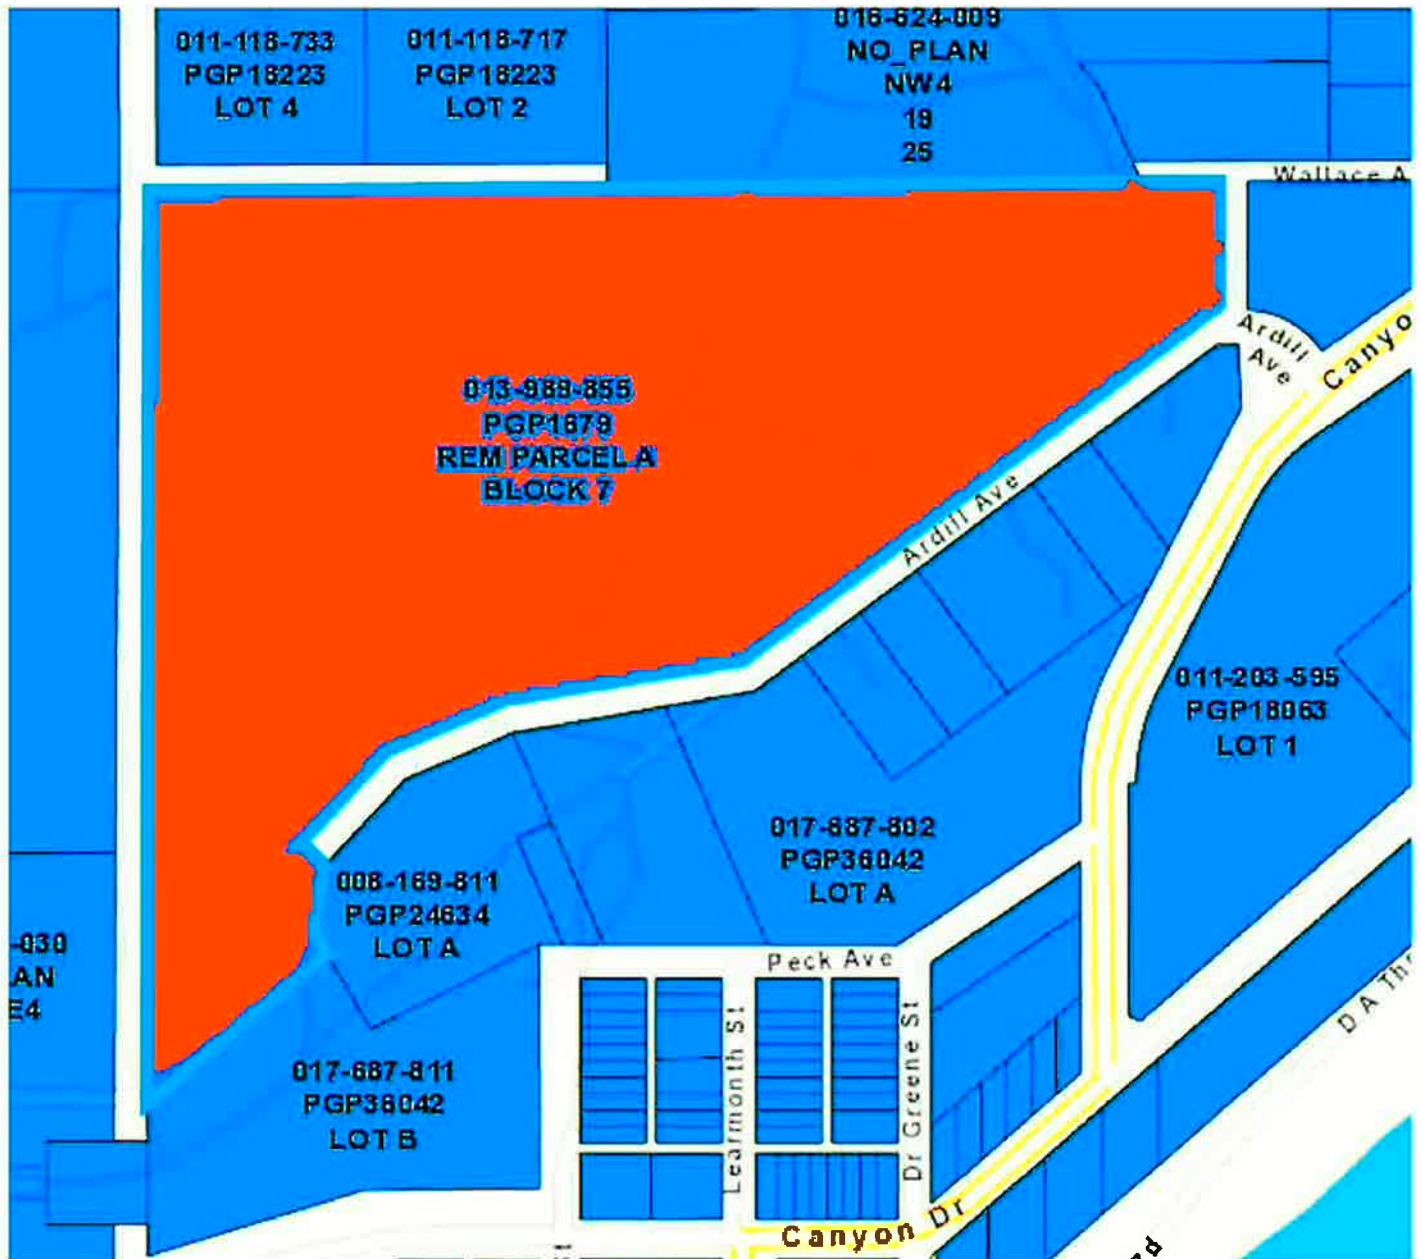 011-118-733
PGP18223
LOT 4
011-118-717
PGP18223
LOT 2
016-624-009
NO_PLAN
NW4
19
25
Wallace A
Ardill
Ave
Canyo
013-989-855
PGP1679
REM PARCEL A
BLOCK 7
Ardill Ave
011-203-595
PGP18063
LOT 1
017-687-802
PGP36042
LOT A
008-169-811
PGP24634
LOT A
-030
AN
E4
Peck Ave
Learmonth St
Dr Greene St
D A Th
017-687-811
PGP36042
LOT B
Canyon Dr